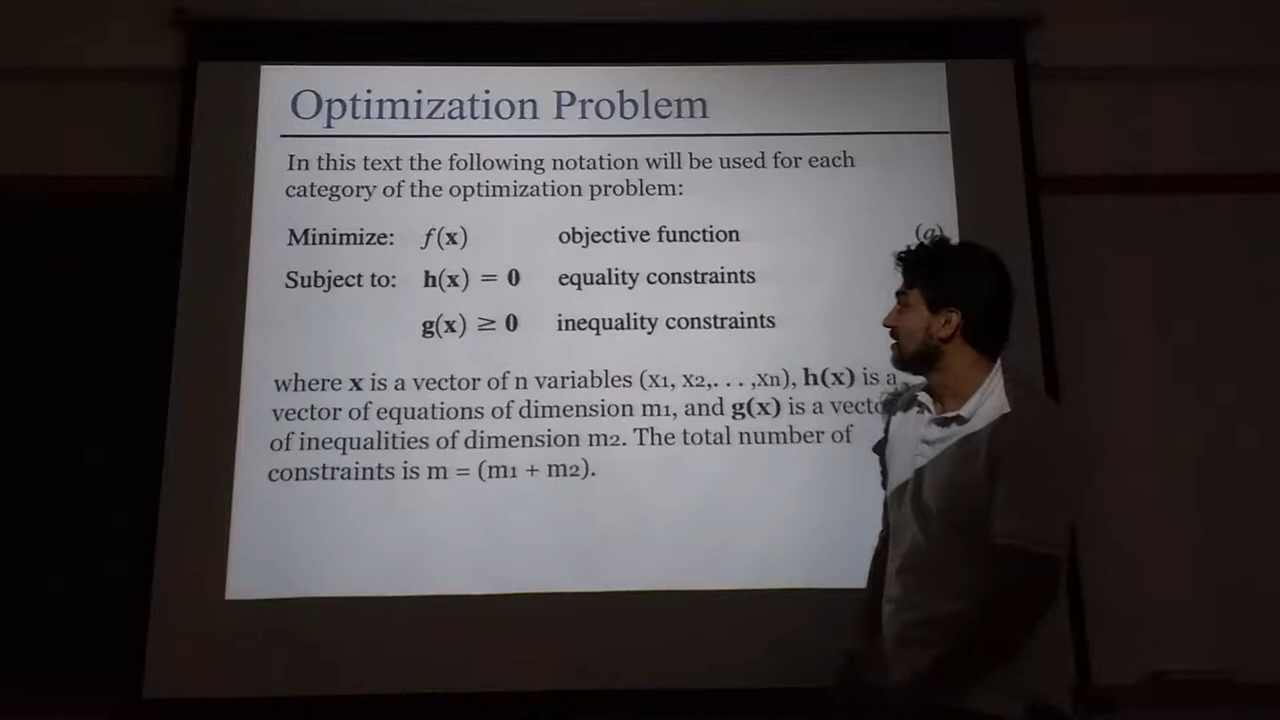 Optimization Problem
In this text the following notation will be used for each
category of the optimization problem:
Minimize: f(x) objective function (a)
Subject to: h(x) = 0 equality constraints
g(x) ≥ 0 inequality constraints
where x is a vector of n variables (x1, x2,. . . ,xn), h(x) is a
vector of equations of dimension m1, and g(x) is a
of inequalities of dimension m2. The total number of
constraints is m = (m1 + m2).